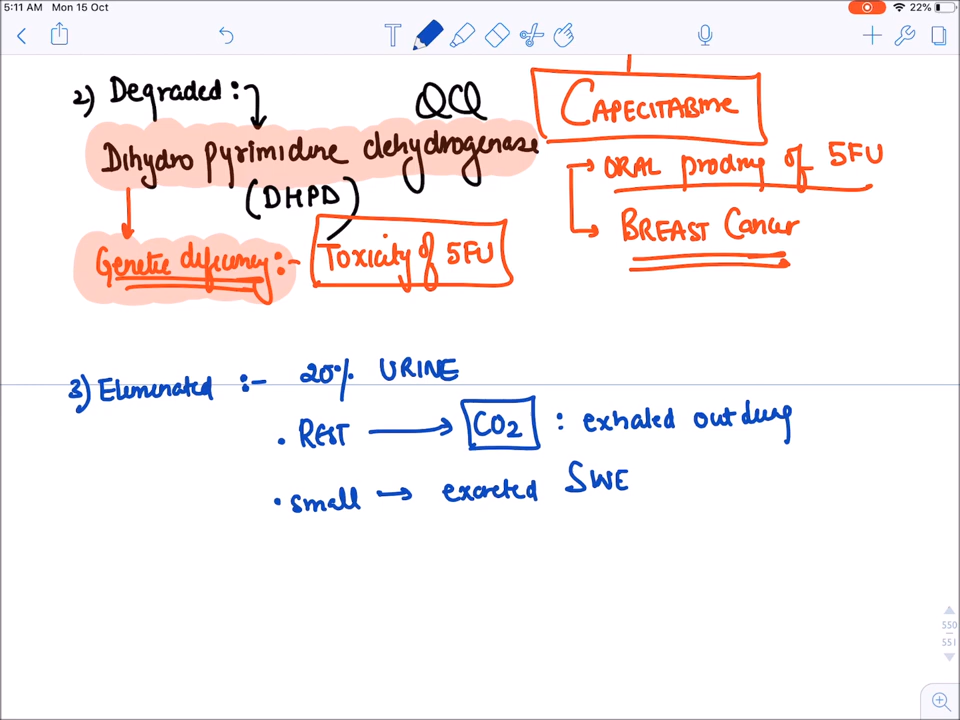 5:11 AM Mon 15 Oct
22%
T
2) Degraded :
QCQ
Dihydro pyrimidine dehydrogenase
(DHPD)
Genetic deficiency :-
Toxicity of 5FU
CAPECITABINE
ORAL prodrug of 5FU
BREAST Cancer
3) Eliminated :- 20% URINE
• REST → CO2 : exhaled out
• small → excreted SWE
550
551